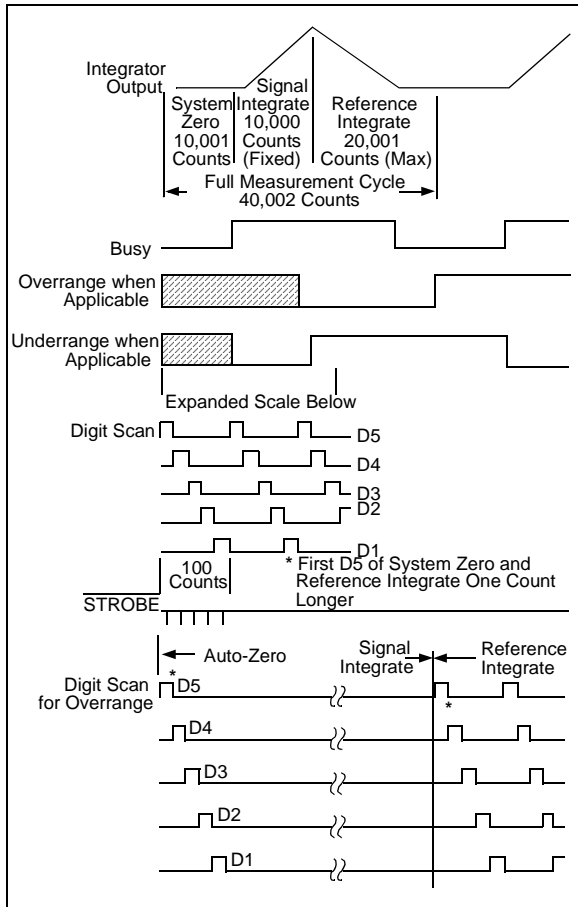 Integrator
Output
System
Zero
10,001
Counts
Signal
Integrate
10,000
Counts
(Fixed)
Reference
Integrate
20,001
Counts (Max)
Full Measurement Cycle
40,002 Counts
Busy
Overrange when
Applicable
Underrange when
Applicable
Expanded Scale Below
Digit Scan
D5
D4
D3
D2
D1
100
Counts
* First D5 of System Zero and
Reference Integrate One Count
Longer
STROBE
Auto-Zero
Signal
Integrate
Reference
Integrate
Digit Scan
for Overrange
*
D5
*
D4
D3
D2
D1